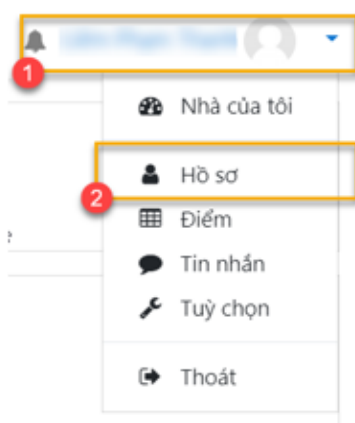 1
Nhà của tôi
Hồ sơ
2
Điểm
Tin nhắn
Tuỳ chọn
Thoát